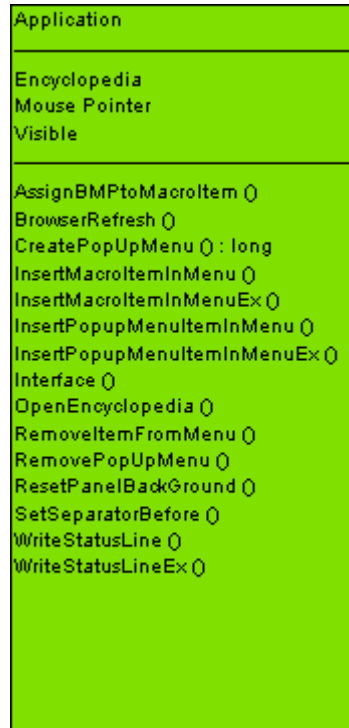 Application
Encyclopedia
Mouse Pointer
Visible
AssignBMPtoMacroItem ()
BrowserRefresh ()
CreatePopUpMenu () : long
InsertMacroItemInMenu ()
InsertMacroItemInMenuEx ()
InsertPopupMenuItemInMenu ()
InsertPopupMenuItemInMenuEx ()
Interface ()
OpenEncyclopedia ()
RemoveItemFromMenu ()
RemovePopUpMenu ()
ResetPanelBackGround ()
SetSeparatorBefore ()
WriteStatusLine ()
WriteStatusLineEx ()